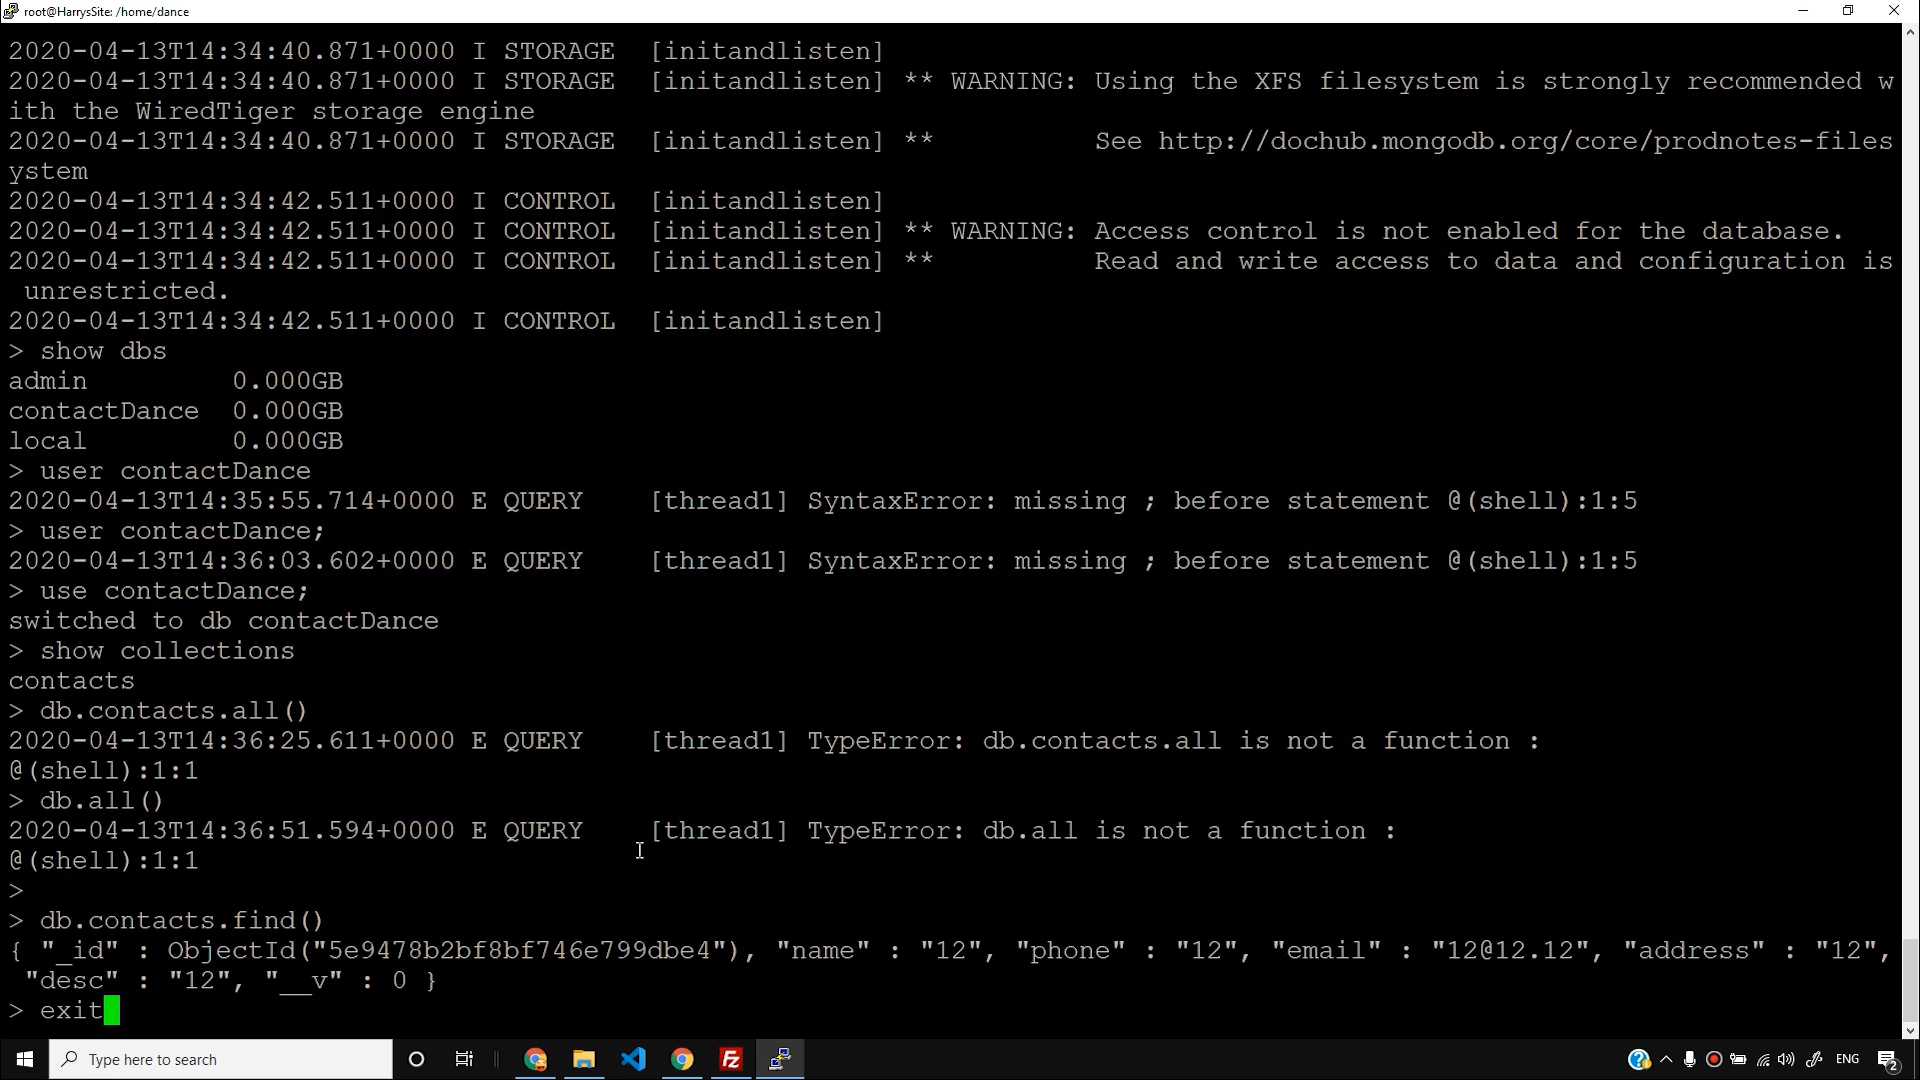 root@HarrysSite: /home/dance
2020-04-13T14:34:40.871+0000 I STORAGE  [initandlisten]
2020-04-13T14:34:40.871+0000 I STORAGE  [initandlisten] ** WARNING: Using the XFS filesystem is strongly recommended w
ith the WiredTiger storage engine
2020-04-13T14:34:40.871+0000 I STORAGE  [initandlisten] **          See http://dochub.mongodb.org/core/prodnotes-files
ystem
2020-04-13T14:34:42.511+0000 I CONTROL  [initandlisten]
2020-04-13T14:34:42.511+0000 I CONTROL  [initandlisten] ** WARNING: Access control is not enabled for the database.
2020-04-13T14:34:42.511+0000 I CONTROL  [initandlisten] **          Read and write access to data and configuration is
 unrestricted.
2020-04-13T14:34:42.511+0000 I CONTROL  [initandlisten]
> show dbs
admin         0.000GB
contactDance  0.000GB
local         0.000GB
> user contactDance
2020-04-13T14:35:55.714+0000 E QUERY    [thread1] SyntaxError: missing ; before statement @(shell):1:5
> user contactDance;
2020-04-13T14:36:03.602+0000 E QUERY    [thread1] SyntaxError: missing ; before statement @(shell):1:5
> use contactDance;
switched to db contactDance
> show collections
contacts
> db.contacts.all()
2020-04-13T14:36:25.611+0000 E QUERY    [thread1] TypeError: db.contacts.all is not a function :
@(shell):1:1
> db.all()
2020-04-13T14:36:51.594+0000 E QUERY    [thread1] TypeError: db.all is not a function :
@(shell):1:1
>
> db.contacts.find()
{ "_id" : ObjectId("5e9478b2bf8bf746e799dbe4"), "name" : "12", "phone" : "12", "email" : "12@12.12", "address" : "12",
 "desc" : "12", "__v" : 0 }
> exit
Type here to search
ENG
2